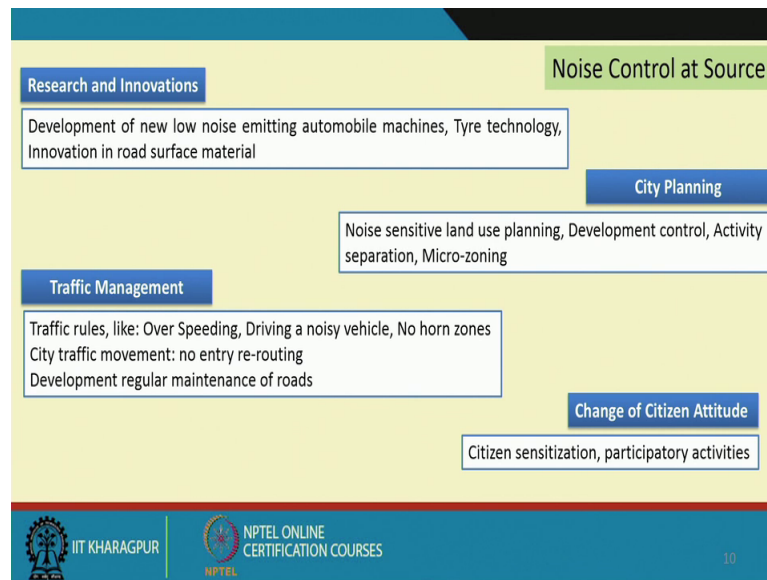 Noise Control at Source
Research and Innovations
Development of new low noise emitting automobile machines, Tyre technology,
Innovation in road surface material
City Planning
Noise sensitive land use planning, Development control, Activity
separation, Micro-zoning
Traffic Management
Traffic rules, like: Over Speeding, Driving a noisy vehicle, No horn zones
City traffic movement: no entry re-routing
Development regular maintenance of roads
Change of Citizen Attitude
Citizen sensitization, participatory activities
IIT KHARAGPUR
NPTEL
NPTEL ONLINE
CERTIFICATION COURSES
10